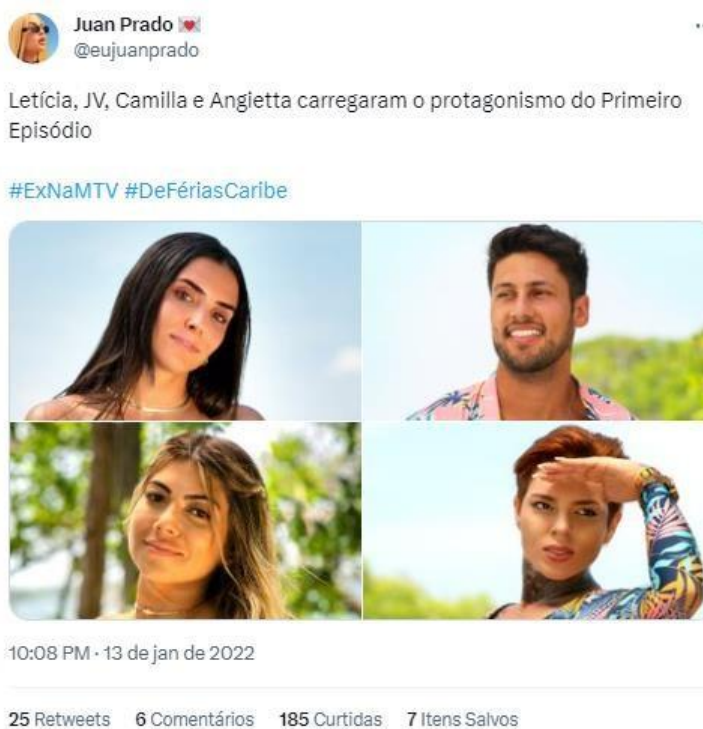 Juan Prado 💌
@eujuanprado
Letícia, JV, Camilla e Angietta carregaram o protagonismo do Primeiro
Episódio
#ExNaMTV #DeFériasCaribe
10:08 PM · 13 de jan de 2022
25 Retweets 6 Comentários 185 Curtidas 7 Itens Salvos